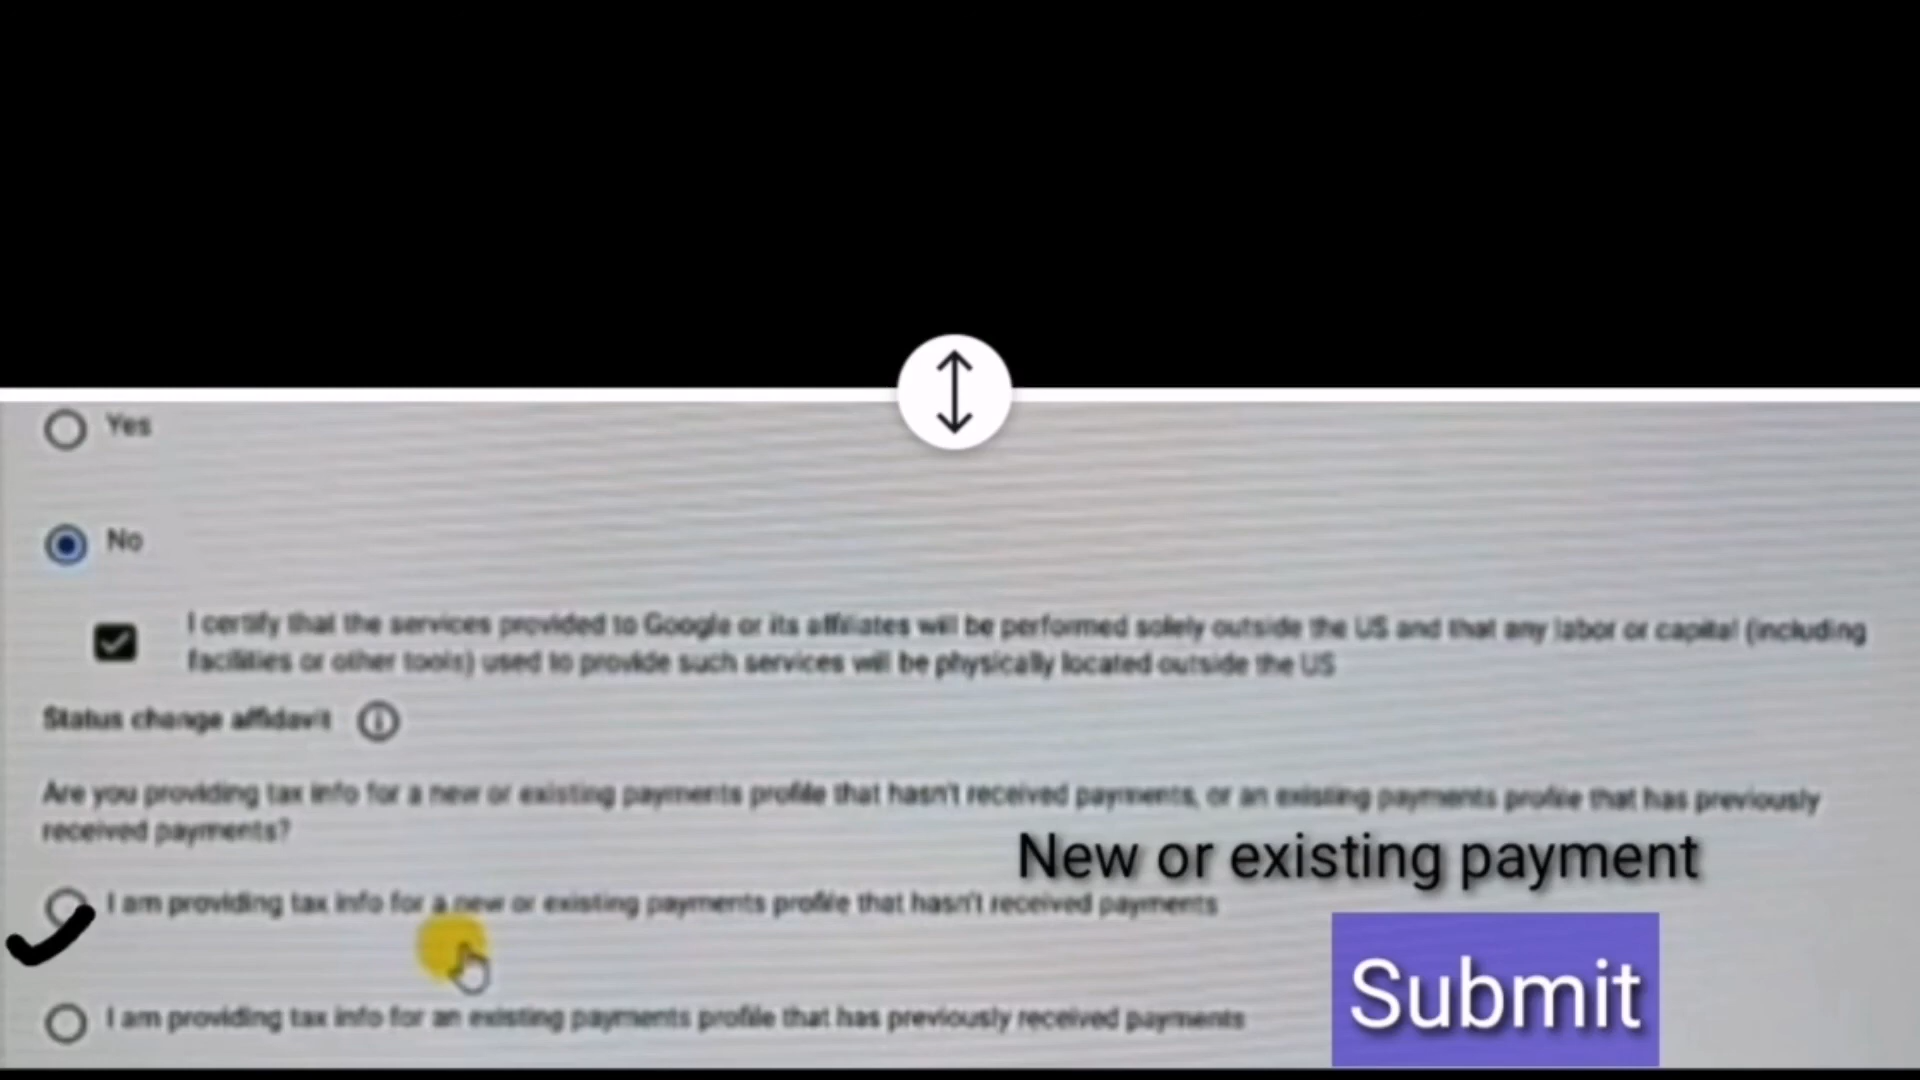 Yes
No
I certify that the services provided to Google or its affiliates will be performed solely outside the US and that any labor or capital (including
facilities or other tools) used to provide such services will be physically located outside the US
Status change affidavit
Are you providing tax info for a new or existing payments profile that hasn't received payments, or an existing payments profile that has previously
received payments?
New or existing payment
I am providing tax info for a new or existing payments profile that hasn't received payments
Submit
I am providing tax info for an existing payments profile that has previously received payments